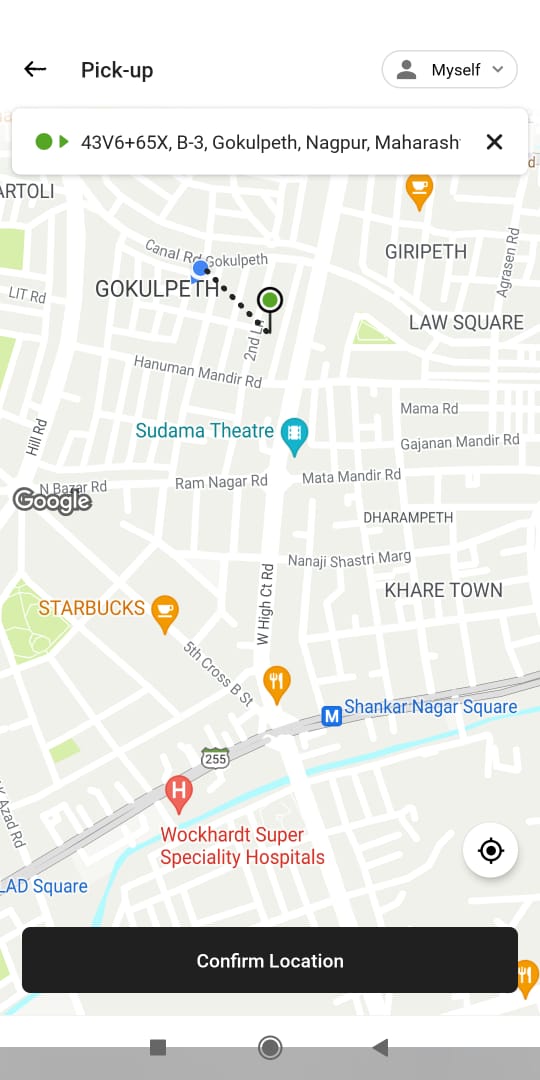 Pick-up
Myself
43V6+65X, B-3, Gokulpeth, Nagpur, Maharash
ARTOLI
Canal Rd Gokulpeth
GIRIPETH
Agrasen Rd
LIT Rd
GOKULPETH
LAW SQUARE
2nd Ln
Hanuman Mandir Rd
Hill Rd
Mama Rd
Sudama Theatre
Gajanan Mandir Rd
N Bazar Rd
Ram Nagar Rd
Mata Mandir Rd
Google
DHARAMPETH
Nanaji Shastri Marg
W High Ct Rd
KHARE TOWN
STARBUCKS
5th Cross B St
M
Shankar Nagar Square
255
H
K Azad Rd
Wockhardt Super
Speciality Hospitals
LAD Square
Confirm Location